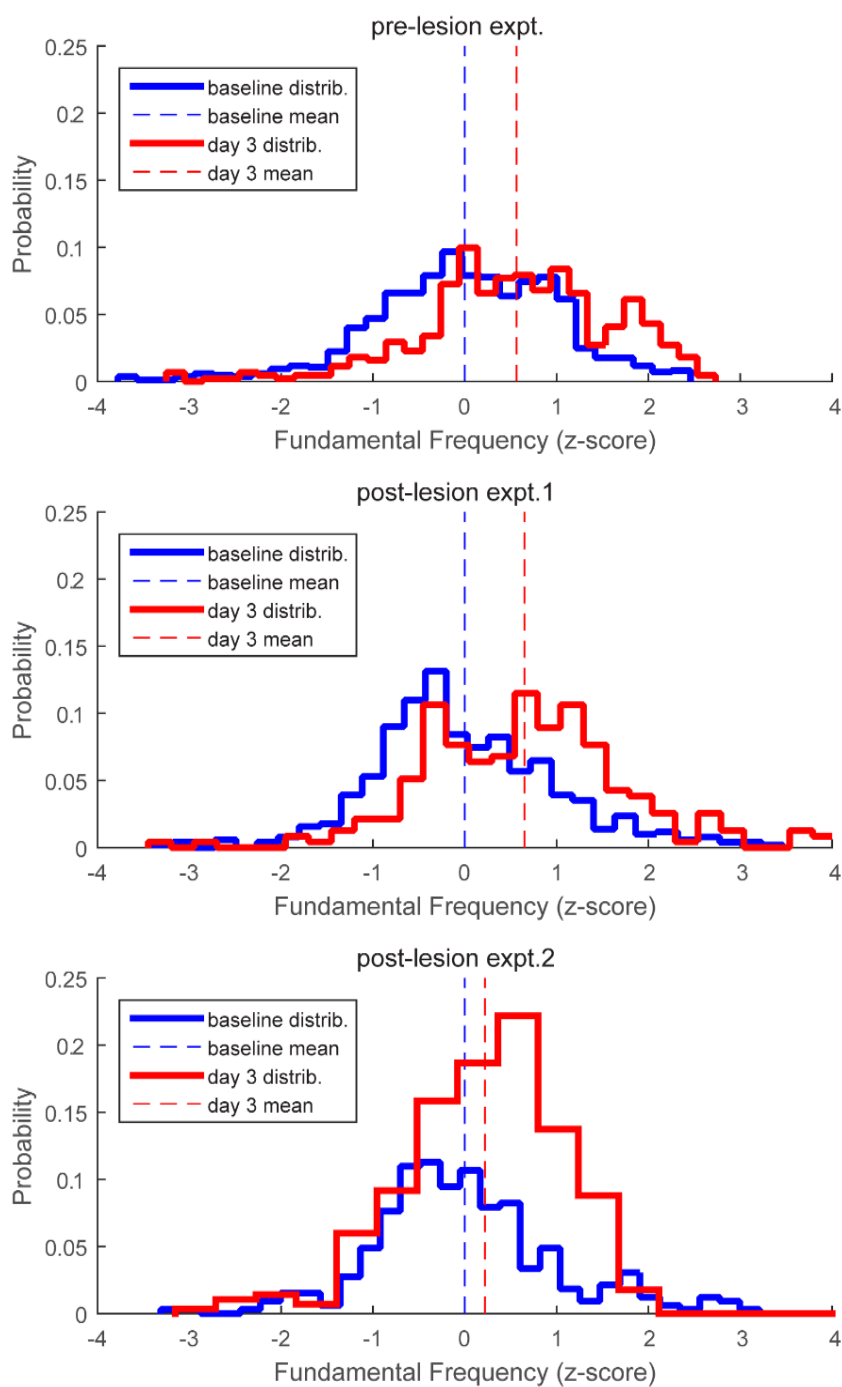 pre-lesion expt.
0.25
0.2
0.15
0.1
0.05
0
Probability
baseline distrib.
baseline mean
day 3 distrib.
day 3 mean
-4 -3 -2 -1 0 1 2 3 4
Fundamental Frequency (z-score)
post-lesion expt.1
0.25
0.2
0.15
0.1
0.05
0
Probability
baseline distrib.
baseline mean
day 3 distrib.
day 3 mean
-4 -3 -2 -1 0 1 2 3 4
Fundamental Frequency (z-score)
post-lesion expt.2
0.25
0.2
0.15
0.1
0.05
0
Probability
baseline distrib.
baseline mean
day 3 distrib.
day 3 mean
-4 -3 -2 -1 0 1 2 3 4
Fundamental Frequency (z-score)